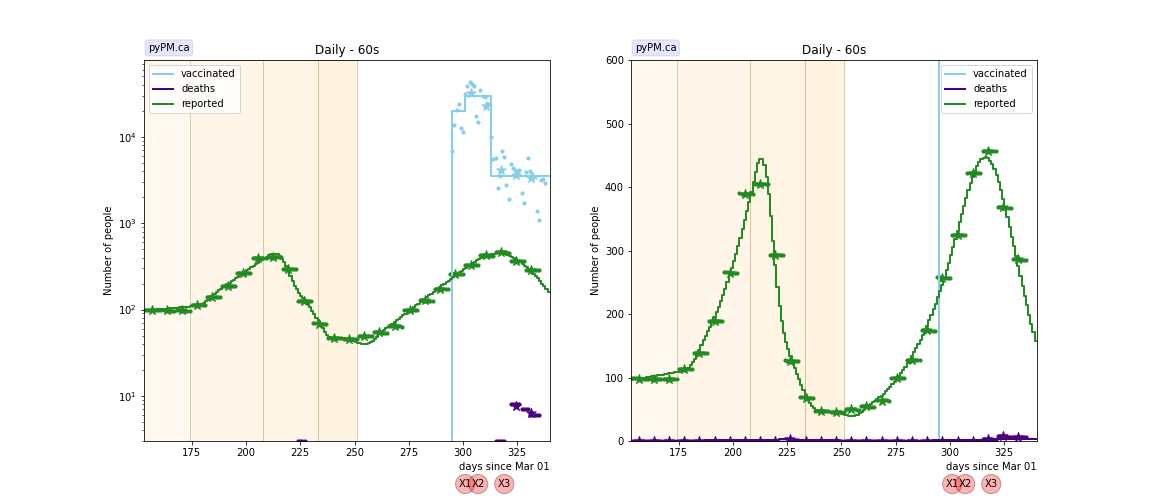 pyPM.ca
Daily - 60s
vaccinated
deaths
reported
Number of people
10⁴
10³
10²
10¹
175
200
225
250
275
300
325
days since Mar 01
X1
X2
X3
pyPM.ca
Daily - 60s
vaccinated
deaths
reported
Number of people
600
500
400
300
200
100
0
175
200
225
250
275
300
325
days since Mar 01
X1
X2
X3